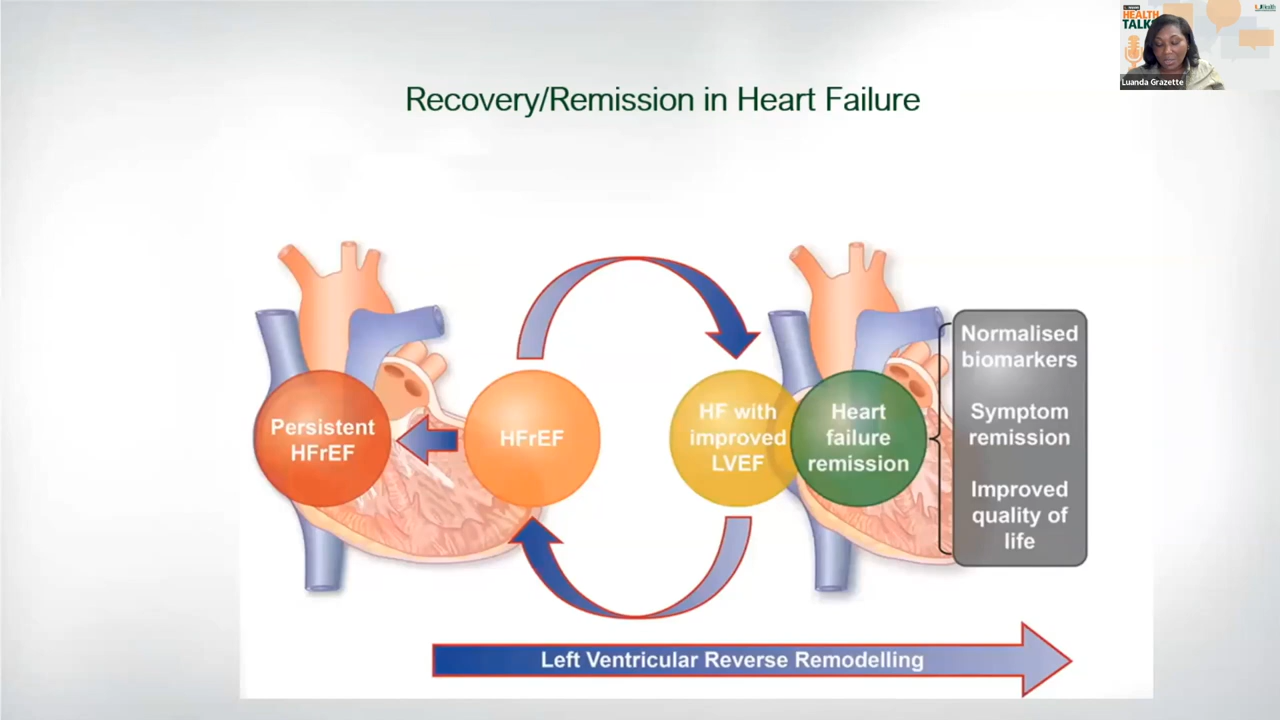 HEALTH
TALK
UHealth
Luanda Grazette
Recovery/Remission in Heart Failure
Persistent
HFrEF
HFrEF
HF with
improved
LVEF
Heart
failure
remission
Normalised
biomarkers
Symptom
remission
Improved
quality of
life
Left Ventricular Reverse Remodelling